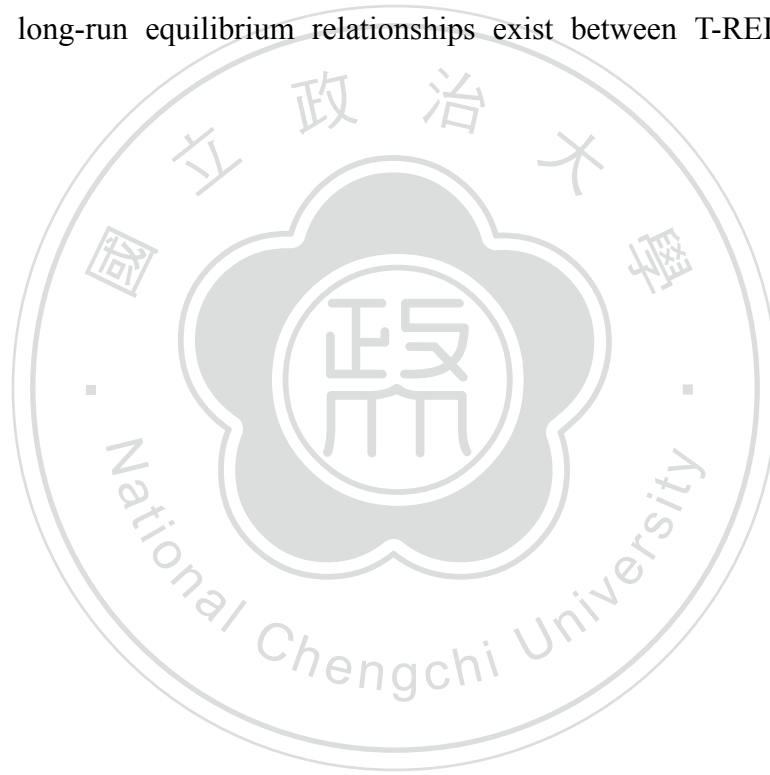 long-run equilibrium relationships exist between T-REI
國立政治大學
National Chengchi University